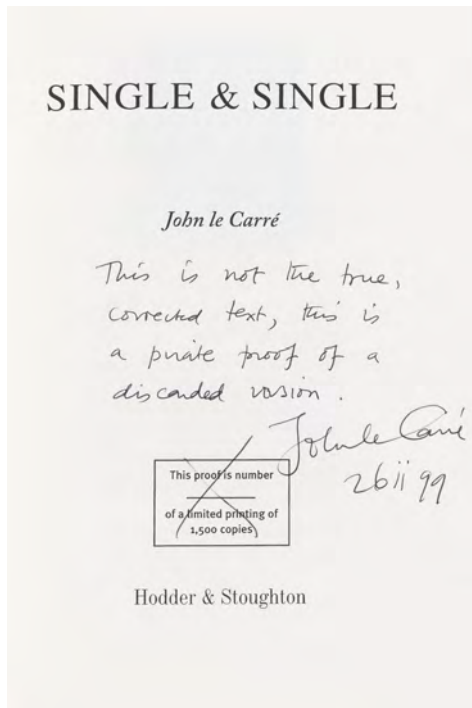 SINGLE & SINGLE
John le Carré
This is not the true,
corrected text, this is
a pirate proof of a
discarded version.
John le Carré
26 ii 99
This proof is number
of a limited printing of
1,500 copies
Hodder & Stoughton